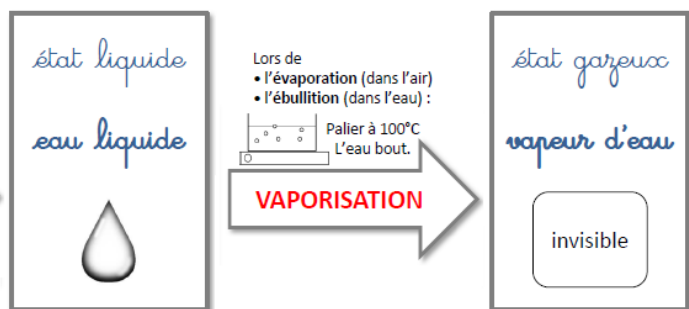 état liquide
eau liquide
Lors de
• l'évaporation (dans l'air)
• l'ébullition (dans l'eau) :
Palier à 100°C
L'eau bout.
VAPORISATION
état gazeux
vapeur d'eau
invisible